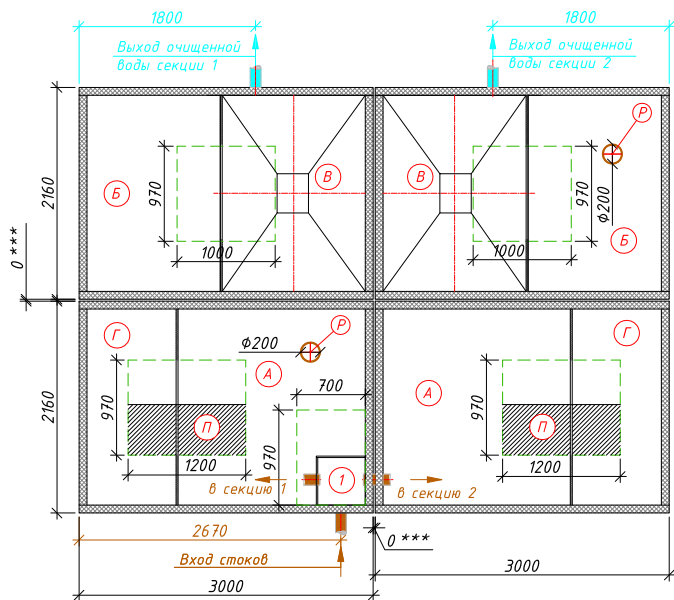 1800
1800
Выход очищенной
воды секции 1
Выход очищенной
воды секции 2
Р
2160
Б
970
В
В
970
Ф200
Б
1000
1000
0 ***
Г
Р
Г
Ф200
А
А
2160
970
700
970
П
П
970
1200
1200
1
в секцию 1
в секцию 2
2670
0 ***
Вход стоков
3000
3000